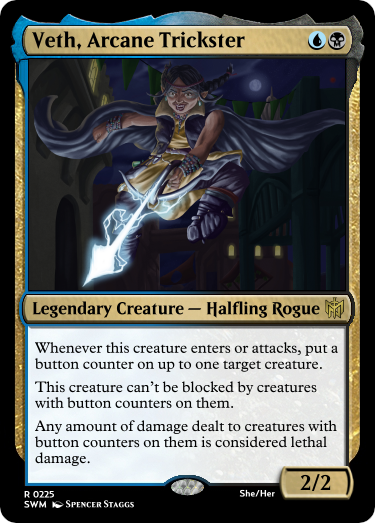 Veth, Arcane Trickster
Legendary Creature — Halfling Rogue
Whenever this creature enters or attacks, put a
button counter on up to one target creature.
This creature can't be blocked by creatures
with button counters on them.
Any amount of damage dealt to creatures with
button counters on them is considered lethal
damage.
2/2
R 0225
She/Her
SWM Spencer Staggs